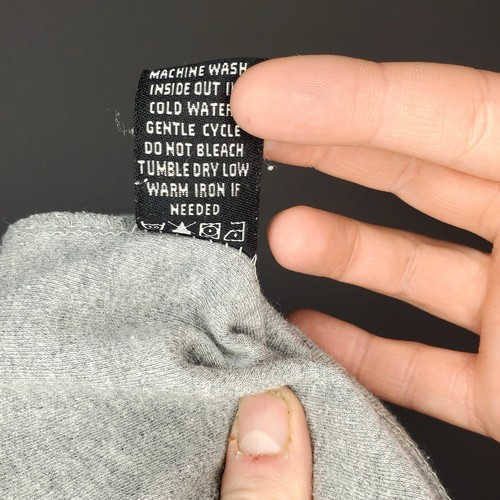 MACHINE WASH
INSIDE OUT
COLD WATER
GENTLE CYCLE
DO NOT BLEACH
TUMBLE DRY LOW
WARM IRON IF
NEEDED